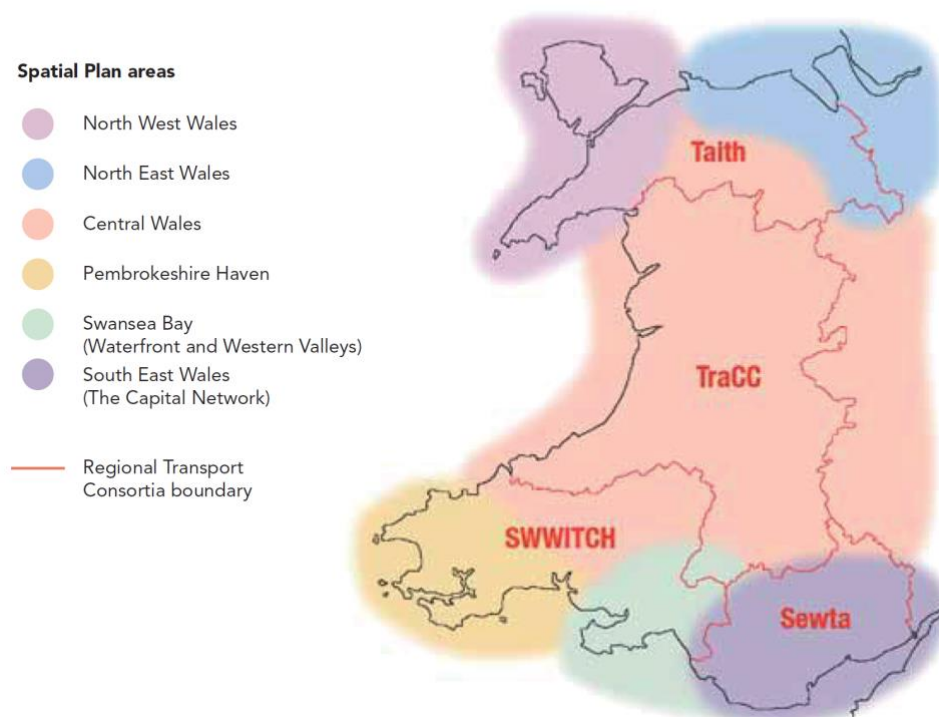 Spatial Plan areas
North West Wales
North East Wales
Central Wales
Pembrokeshire Haven
Swansea Bay
(Waterfront and Western Valleys)
South East Wales
(The Capital Network)
Regional Transport
Consortia boundary
Taith
TraCC
SWWITCH
Sewta